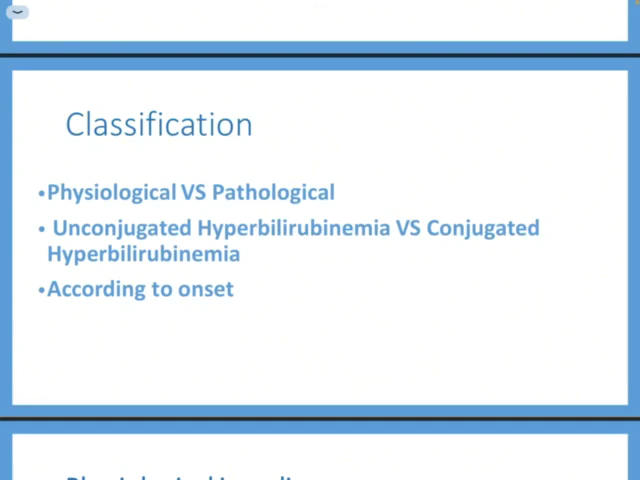 Classification
•Physiological VS Pathological
• Unconjugated Hyperbilirubinemia VS Conjugated
Hyperbilirubinemia
•According to onset